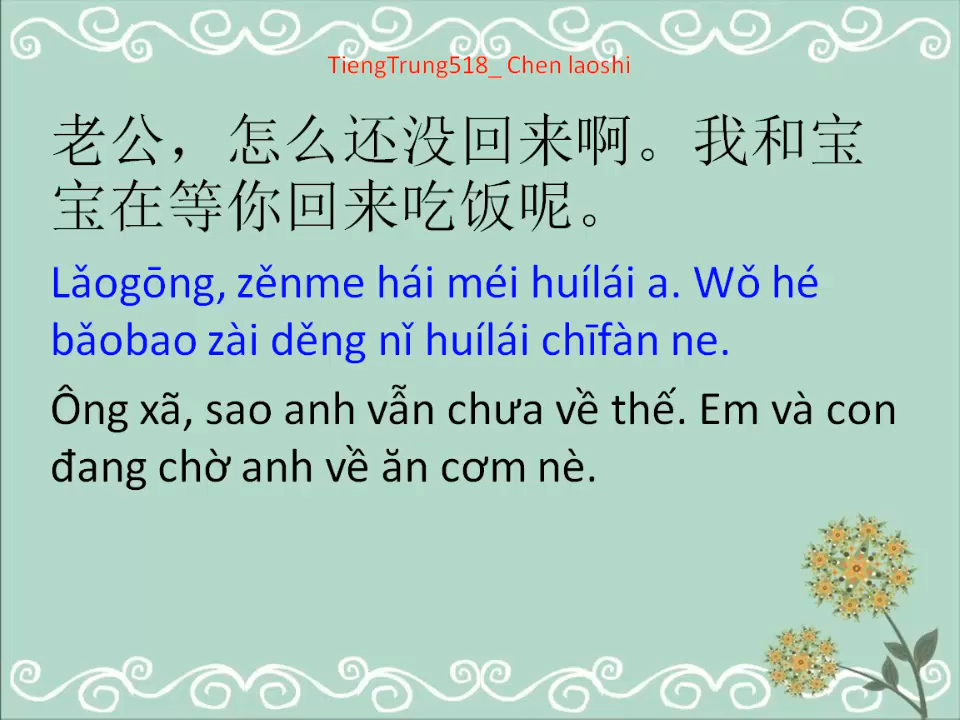 TiengTrung518_ Chen laoshi
老公，怎么还没回来啊。我和宝
宝在等你回来吃饭呢。
Lǎogōng, zěnme hái méi huílái a. Wǒ hé
bǎobao zài děng nǐ huílái chīfàn ne.
Ông xã, sao anh vẫn chưa về thế. Em và con
đang chờ anh về ăn cơm nè.